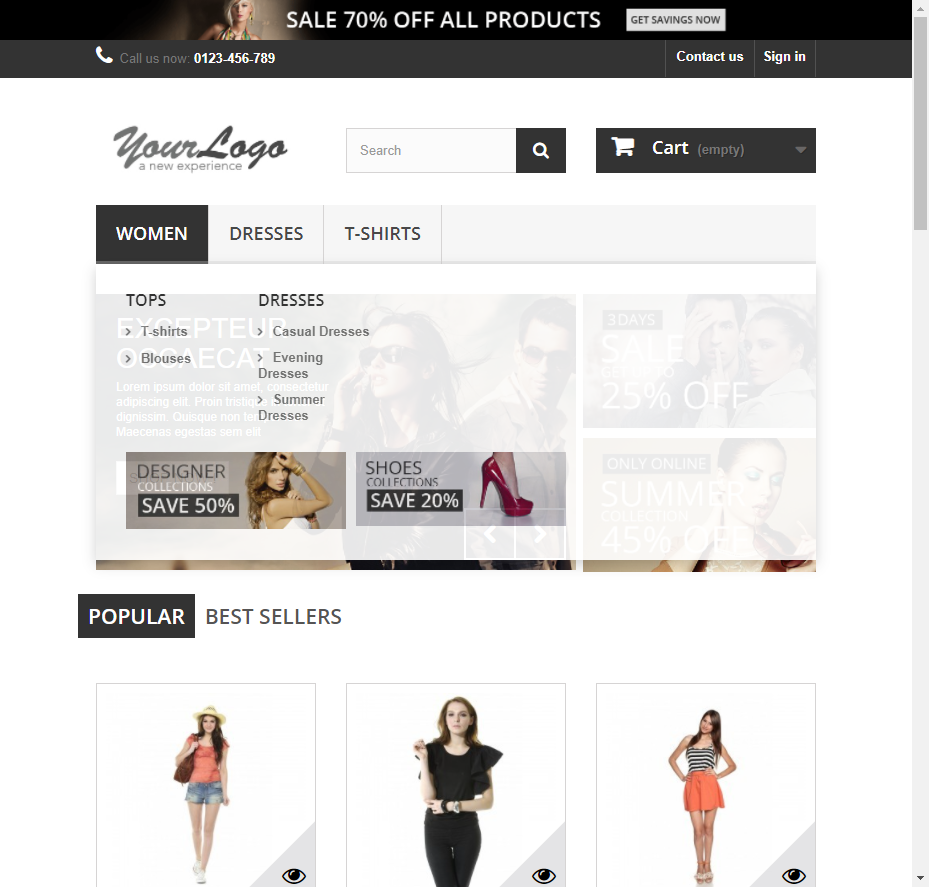 SALE 70% OFF ALL PRODUCTS GET SAVINGS NOW
Call us now: 0123-456-789
Contact us Sign in
YourLogo
a new experience
Search
Cart (empty)
WOMEN DRESSES T-SHIRTS
TOPS
T-shirts
Blouses
DRESSES
Casual Dresses
Evening
Dresses
Summer
Dresses
EXCEPTEUR
OCCAECAT
Lorem ipsum dolor sit amet, consectetur
adipiscing elit. Proin tristique
dignissim. Quisque non te
Maecenas egestas sem elit
DESIGNER
COLLECTIONS
SAVE 50%
SHOES
COLLECTIONS
SAVE 20%
3 DAYS
SALE
GET UP TO
25% OFF
ONLY ONLINE
SUMMER
COLLECTION
45% OFF
POPULAR BEST SELLERS